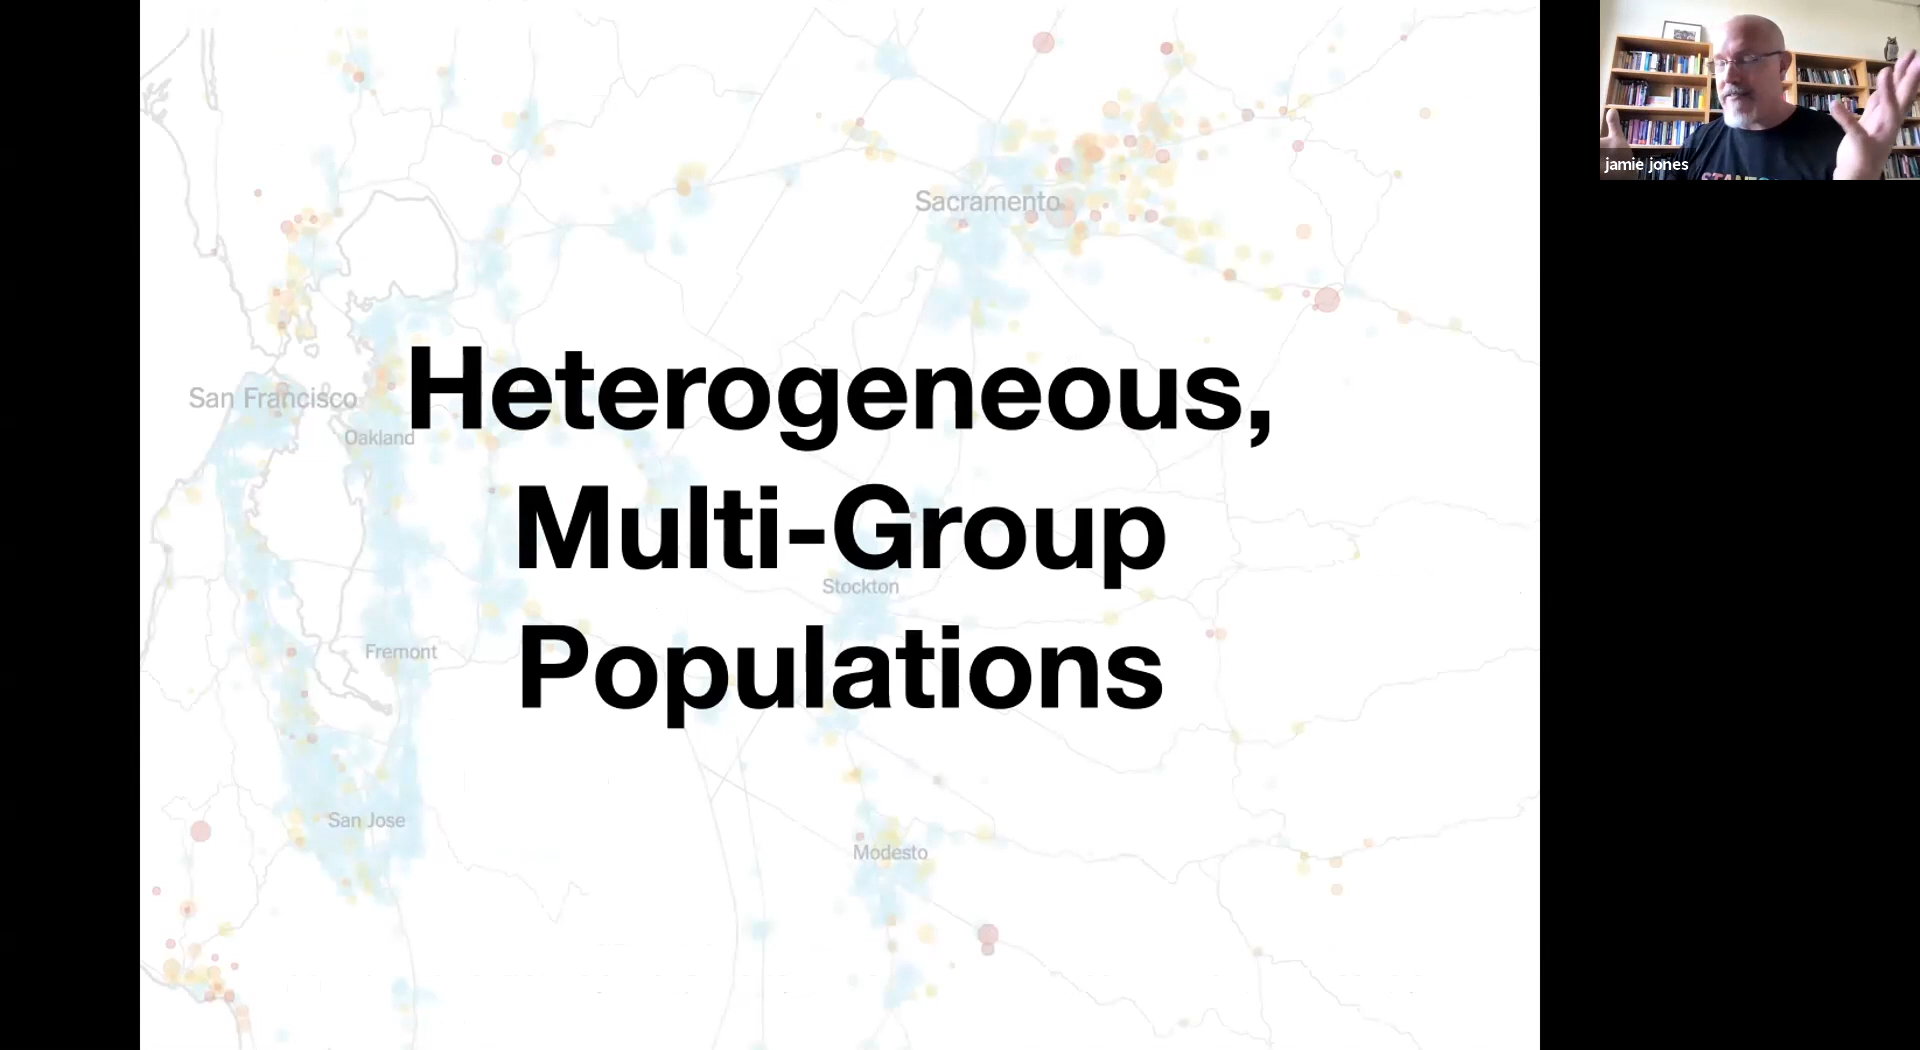 Sacramento
San Francisco
Oakland
Heterogeneous,
Multi-Group
Populations
Stockton
Fremont
San Jose
Modesto
jamie jones